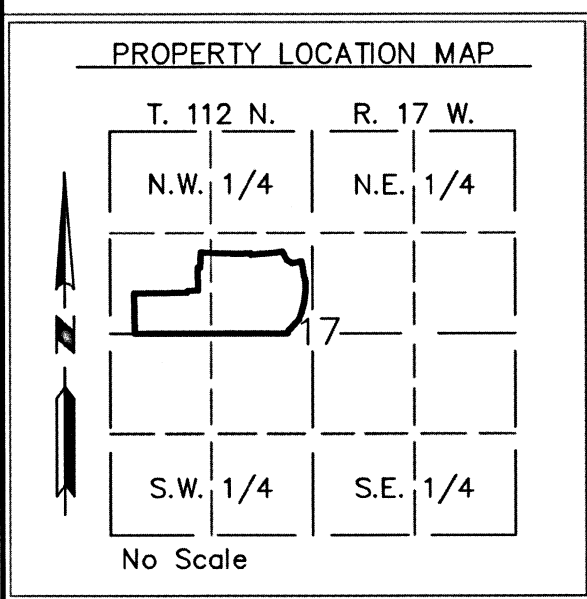 PROPERTY LOCATION MAP
T. 112 N. R. 17 W.
N.W. 1/4 N.E. 1/4
N
17
S.W. 1/4 S.E. 1/4
No Scale